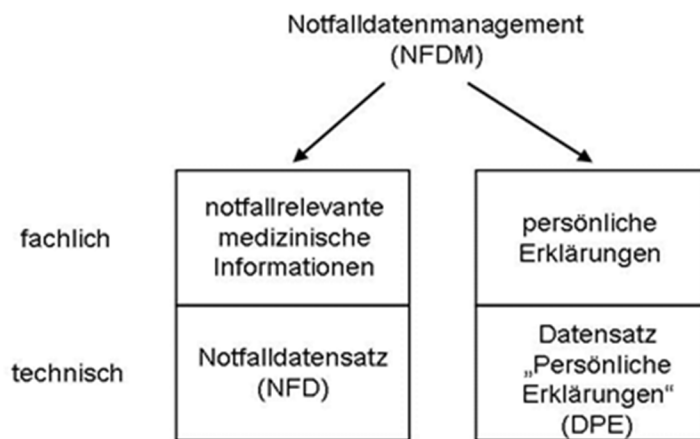 Notfalldatenmanagement
(NFDM)
fachlich
notfallrelevante
medizinische
Informationen
persönliche
Erklärungen
technisch
Notfalldatensatz
(NFD)
Datensatz
„Persönliche
Erklärungen“
(DPE)